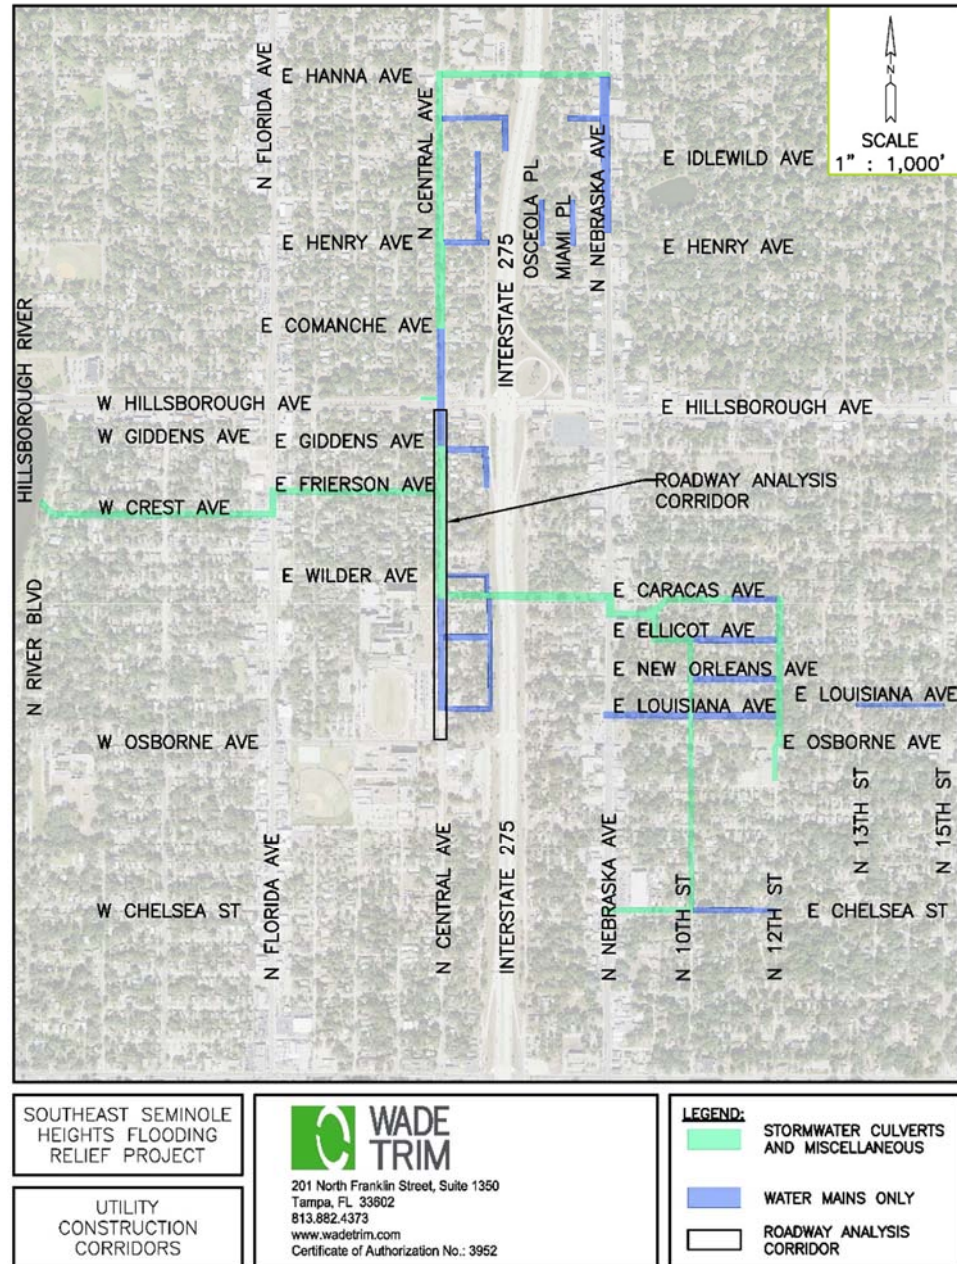 N
SCALE
1" : 1,000'
N FLORIDA AVE
E HANNA AVE
N CENTRAL AVE
E IDLEWILD AVE
OSCEOLA PL
MIAMI PL
N NEBRASKA AVE
E HENRY AVE
E HENRY AVE
INTERSTATE 275
HILLSBOROUGH RIVER
E COMANCHE AVE
W HILLSBOROUGH AVE
E HILLSBOROUGH AVE
W GIDDENS AVE
E GIDDENS AVE
E FRIERSON AVE
ROADWAY ANALYSIS
CORRIDOR
W CREST AVE
E WILDER AVE
E CARACAS AVE
N RIVER BLVD
E ELLICOT AVE
E NEW ORLEANS AVE
E LOUISIANA AVE
E LOUISIANA AVE
W OSBORNE AVE
E OSBORNE AVE
N FLORIDA AVE
N CENTRAL AVE
INTERSTATE 275
N NEBRASKA AVE
N 10TH ST
N 12TH ST
N 13TH ST
N 15TH ST
W CHELSEA ST
E CHELSEA ST
SOUTHEAST SEMINOLE
HEIGHTS FLOODING
RELIEF PROJECT
UTILITY
CONSTRUCTION
CORRIDORS
WADE
TRIM
201 North Franklin Street, Suite 1350
Tampa, FL 33602
813.882.4373
www.wadetrim.com
Certificate of Authorization No.: 3952
LEGEND:
STORMWATER CULVERTS
AND MISCELLANEOUS
WATER MAINS ONLY
ROADWAY ANALYSIS
CORRIDOR